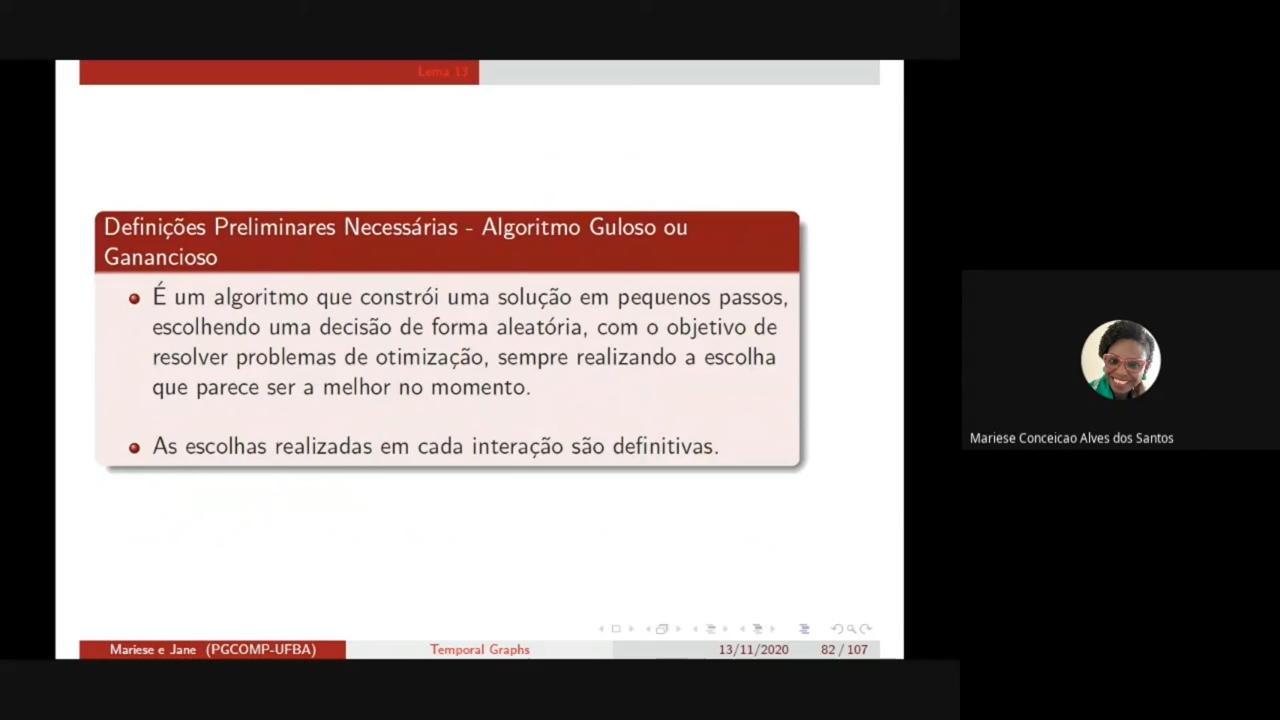 Lema 13
Definições Preliminares Necessárias - Algoritmo Guloso ou
Ganancioso
É um algoritmo que constrói uma solução em pequenos passos,
escolhendo uma decisão de forma aleatória, com o objetivo de
resolver problemas de otimização, sempre realizando a escolha
que parece ser a melhor no momento.
As escolhas realizadas em cada interação são definitivas.
Mariese Conceicao Alves dos Santos
Mariese e Jane (PGCOMP-UFBA) Temporal Graphs 13/11/2020 82 / 107